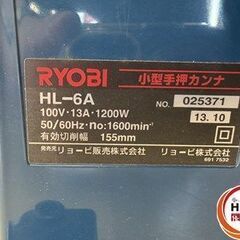 RYOBI 小型手押カンナ
HL-6A NO. 025371
100V・13A・1200W 13.10
50/60Hz・no:1600min⁻¹
有効切削幅 155mm
発売元 リョービ販売株式会社
リョービ株式会社
691 7532